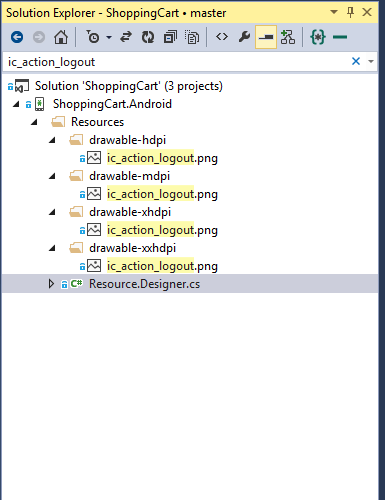 Solution Explorer - ShoppingCart • master
ic_action_logout
Solution 'ShoppingCart' (3 projects)
ShoppingCart.Android
Resources
drawable-hdpi
ic_action_logout.png
drawable-mdpi
ic_action_logout.png
drawable-xhdpi
ic_action_logout.png
drawable-xxhdpi
ic_action_logout.png
C# Resource.Designer.cs